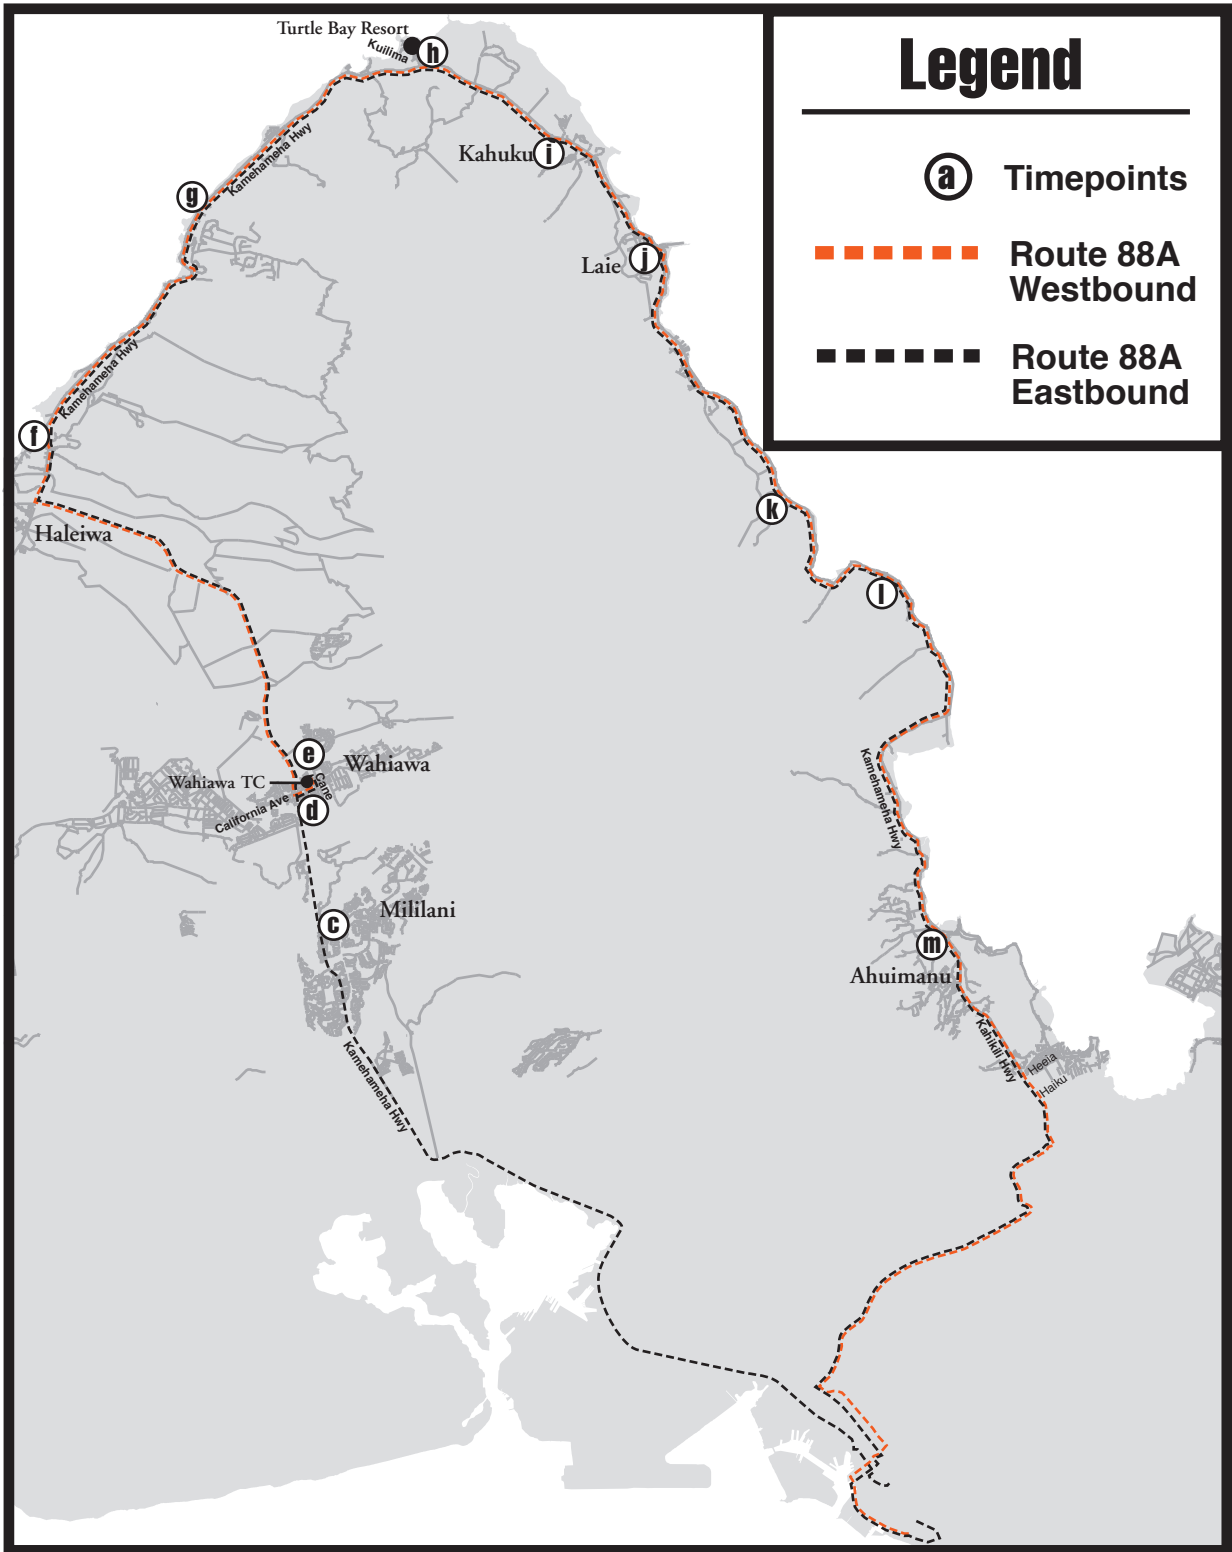 Turtle Bay Resort
Kuilima
h
Legend
Kahuku
i
Kamehameha Hwy
a
Timepoints
g
Route 88A
Westbound
Laie
j
Route 88A
Eastbound
Kamehameha Hwy
f
k
Haleiwa
l
e
Wahiawa
Wahiawa TC
Cane
California Ave
d
Kamehameha Hwy
c
Mililani
m
Ahuimanu
Kahikili Hwy
Heeia
Haiku
Kamehameha Hwy